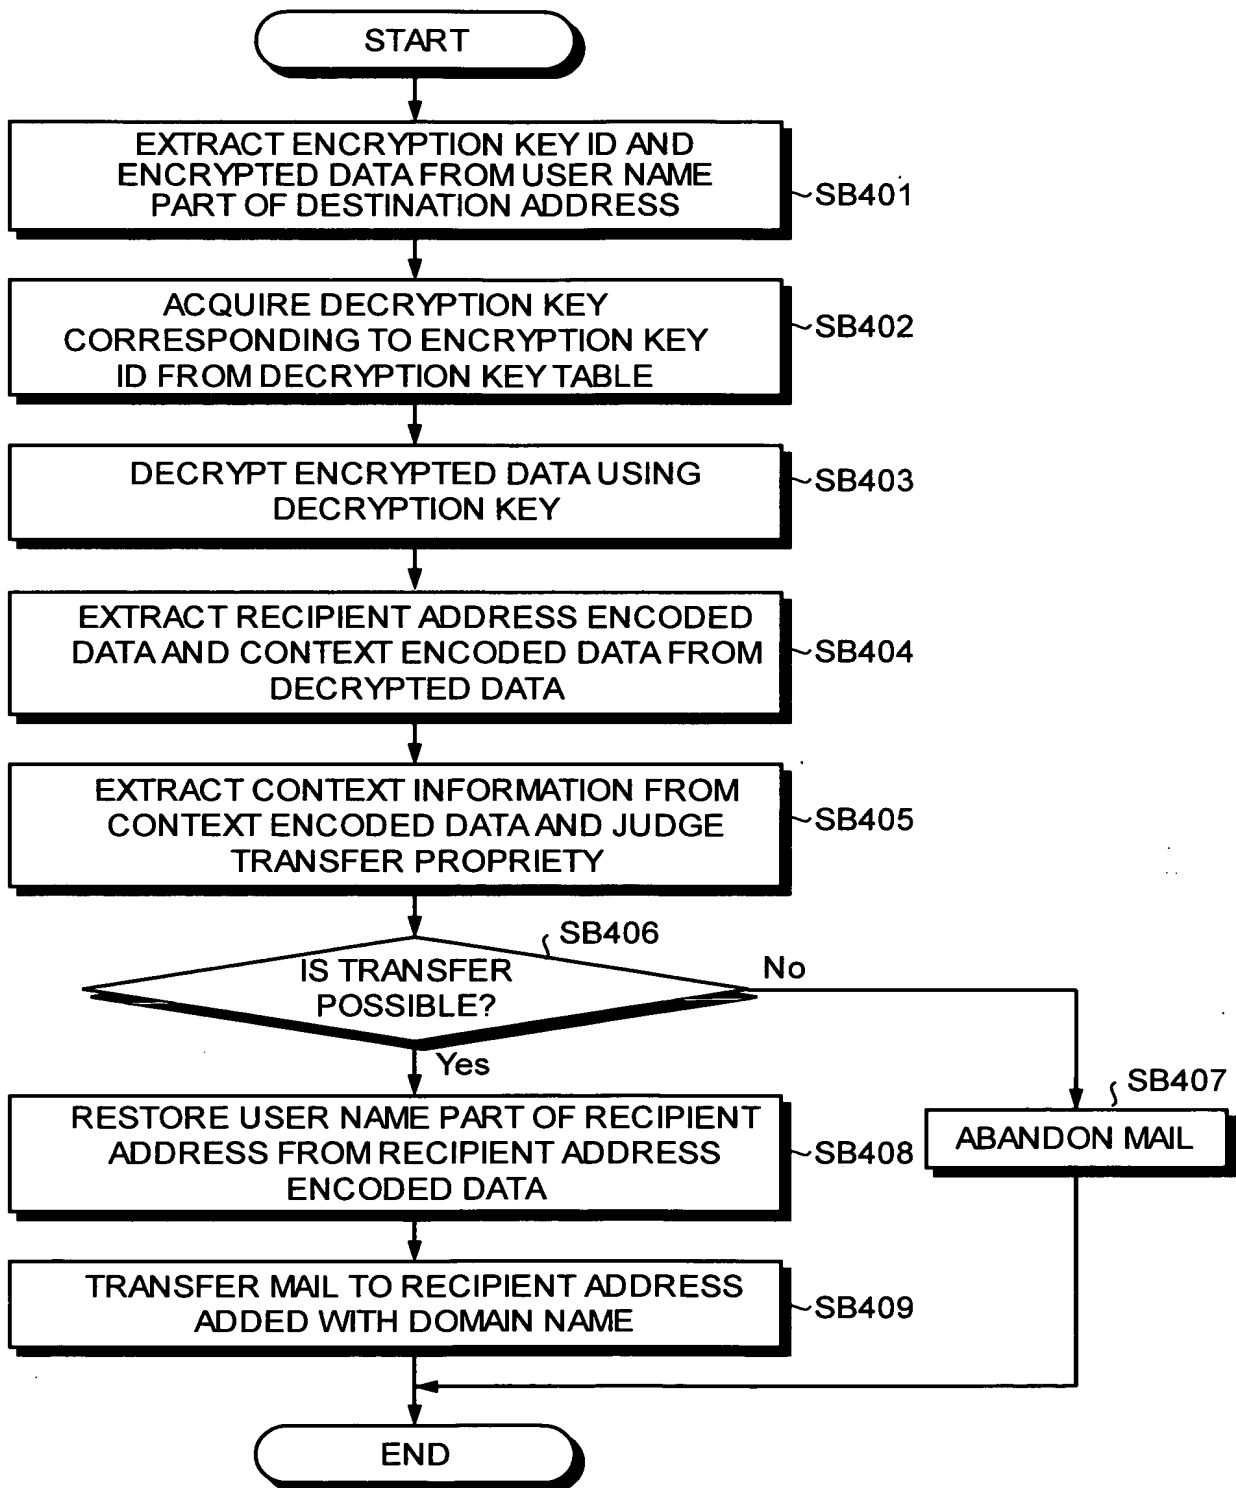 START
EXTRACT ENCRYPTION KEY ID AND
ENCRYPTED DATA FROM USER NAME
PART OF DESTINATION ADDRESS
SB401
ACQUIRE DECRYPTION KEY
CORRESPONDING TO ENCRYPTION KEY
ID FROM DECRYPTION KEY TABLE
SB402
DECRYPT ENCRYPTED DATA USING
DECRYPTION KEY
SB403
EXTRACT RECIPIENT ADDRESS ENCODED
DATA AND CONTEXT ENCODED DATA FROM
DECRYPTED DATA
SB404
EXTRACT CONTEXT INFORMATION FROM
CONTEXT ENCODED DATA AND JUDGE
TRANSFER PROPRIETY
SB405
SB406
IS TRANSFER
POSSIBLE?
No
Yes
SB407
ABANDON MAIL
RESTORE USER NAME PART OF RECIPIENT
ADDRESS FROM RECIPIENT ADDRESS
ENCODED DATA
SB408
TRANSFER MAIL TO RECIPIENT ADDRESS
ADDED WITH DOMAIN NAME
SB409
END